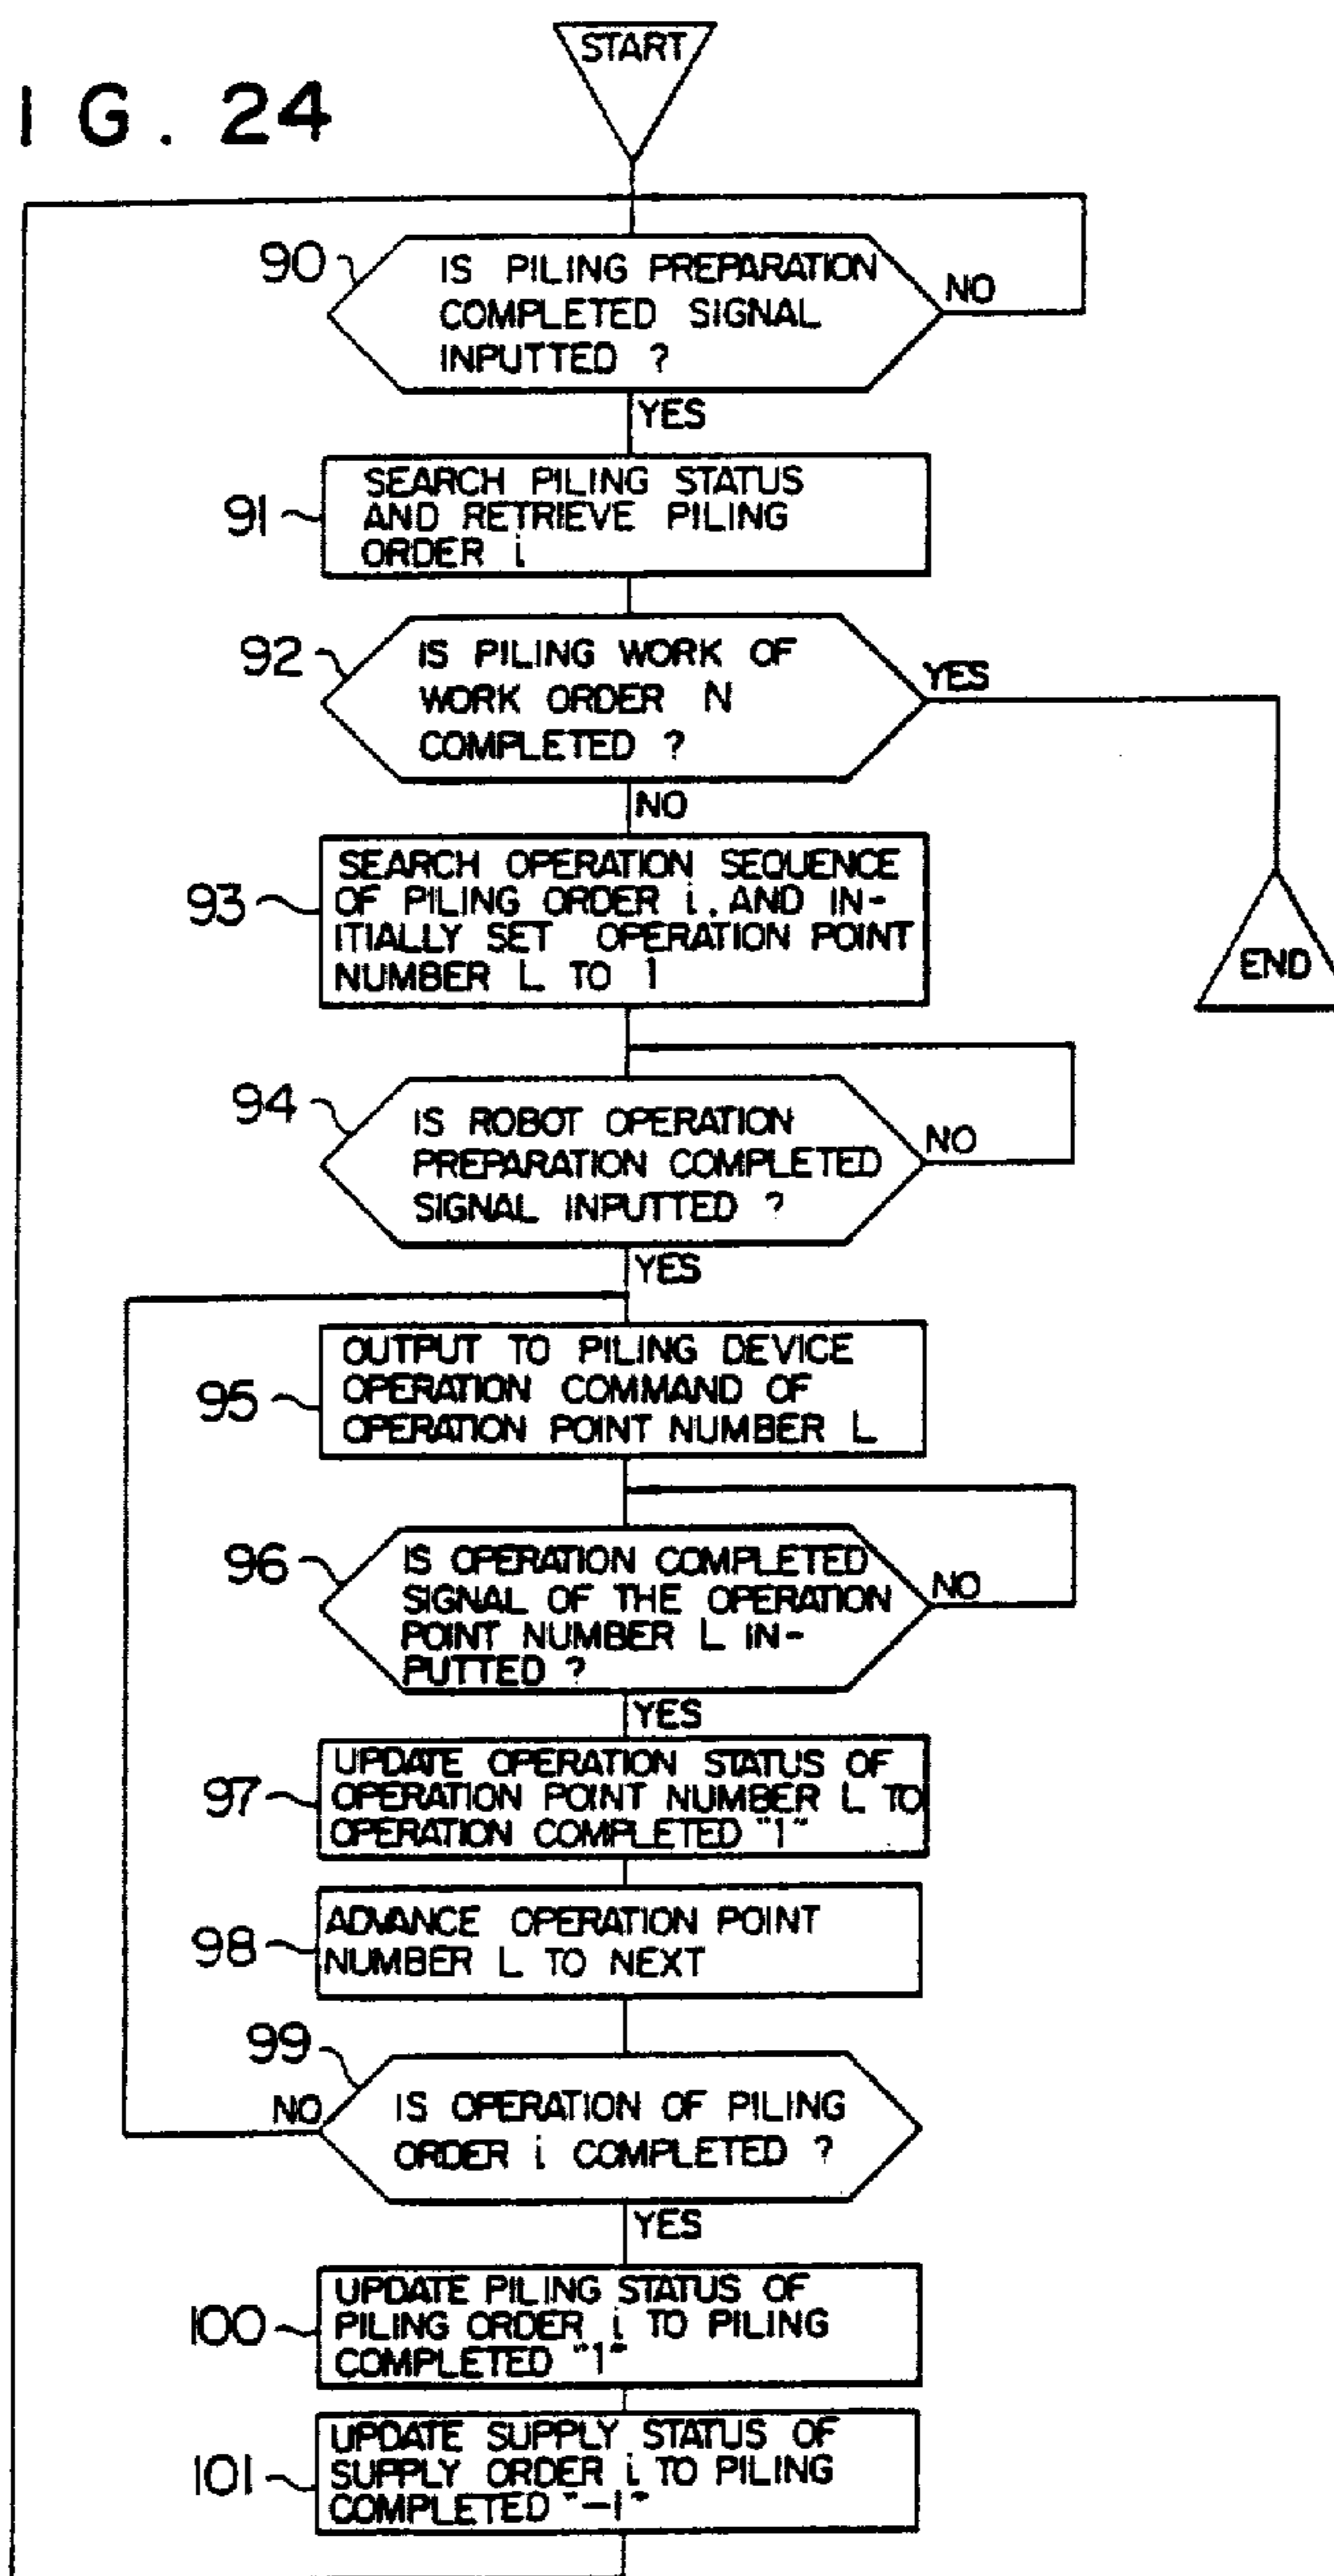 I G. 24
START
90
IS PILING PREPARATION
COMPLETED SIGNAL
INPUTTED ?
NO
YES
91
SEARCH PILING STATUS
AND RETRIEVE PILING
ORDER i
92
IS PILING WORK OF
WORK ORDER N
COMPLETED ?
YES
NO
93
SEARCH OPERATION SEQUENCE
OF PILING ORDER i. AND IN-
ITIALLY SET OPERATION POINT
NUMBER L TO 1
END
94
IS ROBOT OPERATION
PREPARATION COMPLETED
SIGNAL INPUTTED ?
NO
YES
95
OUTPUT TO PILING DEVICE
OPERATION COMMAND OF
OPERATION POINT NUMBER L
96
IS OPERATION COMPLETED
SIGNAL OF THE OPERATION
POINT NUMBER L IN-
PUTTED ?
NO
YES
97
UPDATE OPERATION STATUS OF
OPERATION POINT NUMBER L TO
OPERATION COMPLETED "1"
98
ADVANCE OPERATION POINT
NUMBER L TO NEXT
99
NO
IS OPERATION OF PILING
ORDER i COMPLETED ?
YES
100
UPDATE PILING STATUS OF
PILING ORDER i TO PILING
COMPLETED "1"
101
UPDATE SUPPLY STATUS OF
SUPPLY ORDER i TO PILING
COMPLETED "-1"